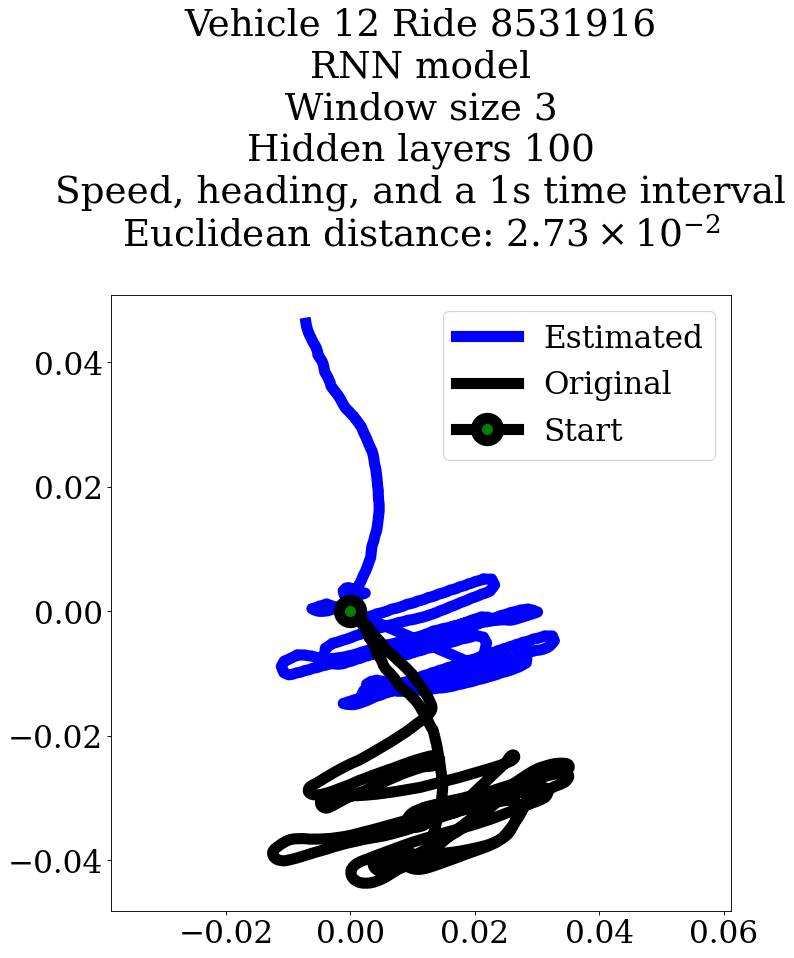 Vehicle 12 Ride 8531916
RNN model
Window size 3
Hidden layers 100
Speed, heading, and a 1s time interval
Euclidean distance: 2.73 × 10⁻²
Estimated
Original
Start
0.04
0.02
0.00
−0.02
−0.04
−0.02 0.00 0.02 0.04 0.06